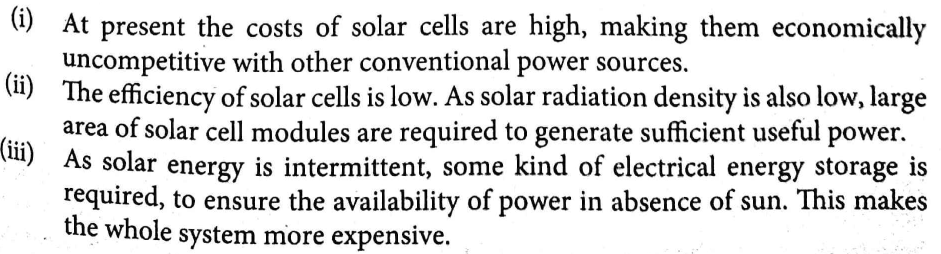 (i) At present the costs of solar cells are high, making them economically
uncompetitive with other conventional power sources.
(ii) The efficiency of solar cells is low. As solar radiation density is also low, large
area of solar cell modules are required to generate sufficient useful power.
(iii) As solar energy is intermittent, some kind of electrical energy storage is
required, to ensure the availability of power in absence of sun. This makes
the whole system more expensive.